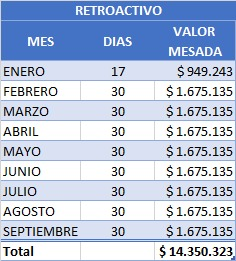 RETROACTIVO
MES DIAS VALOR MESADA
ENERO 17 $ 949.243
FEBRERO 30 $ 1.675.135
MARZO 30 $ 1.675.135
ABRIL 30 $ 1.675.135
MAYO 30 $ 1.675.135
JUNIO 30 $ 1.675.135
JULIO 30 $ 1.675.135
AGOSTO 30 $ 1.675.135
SEPTIEMBRE 30 $ 1.675.135
Total $ 14.350.323